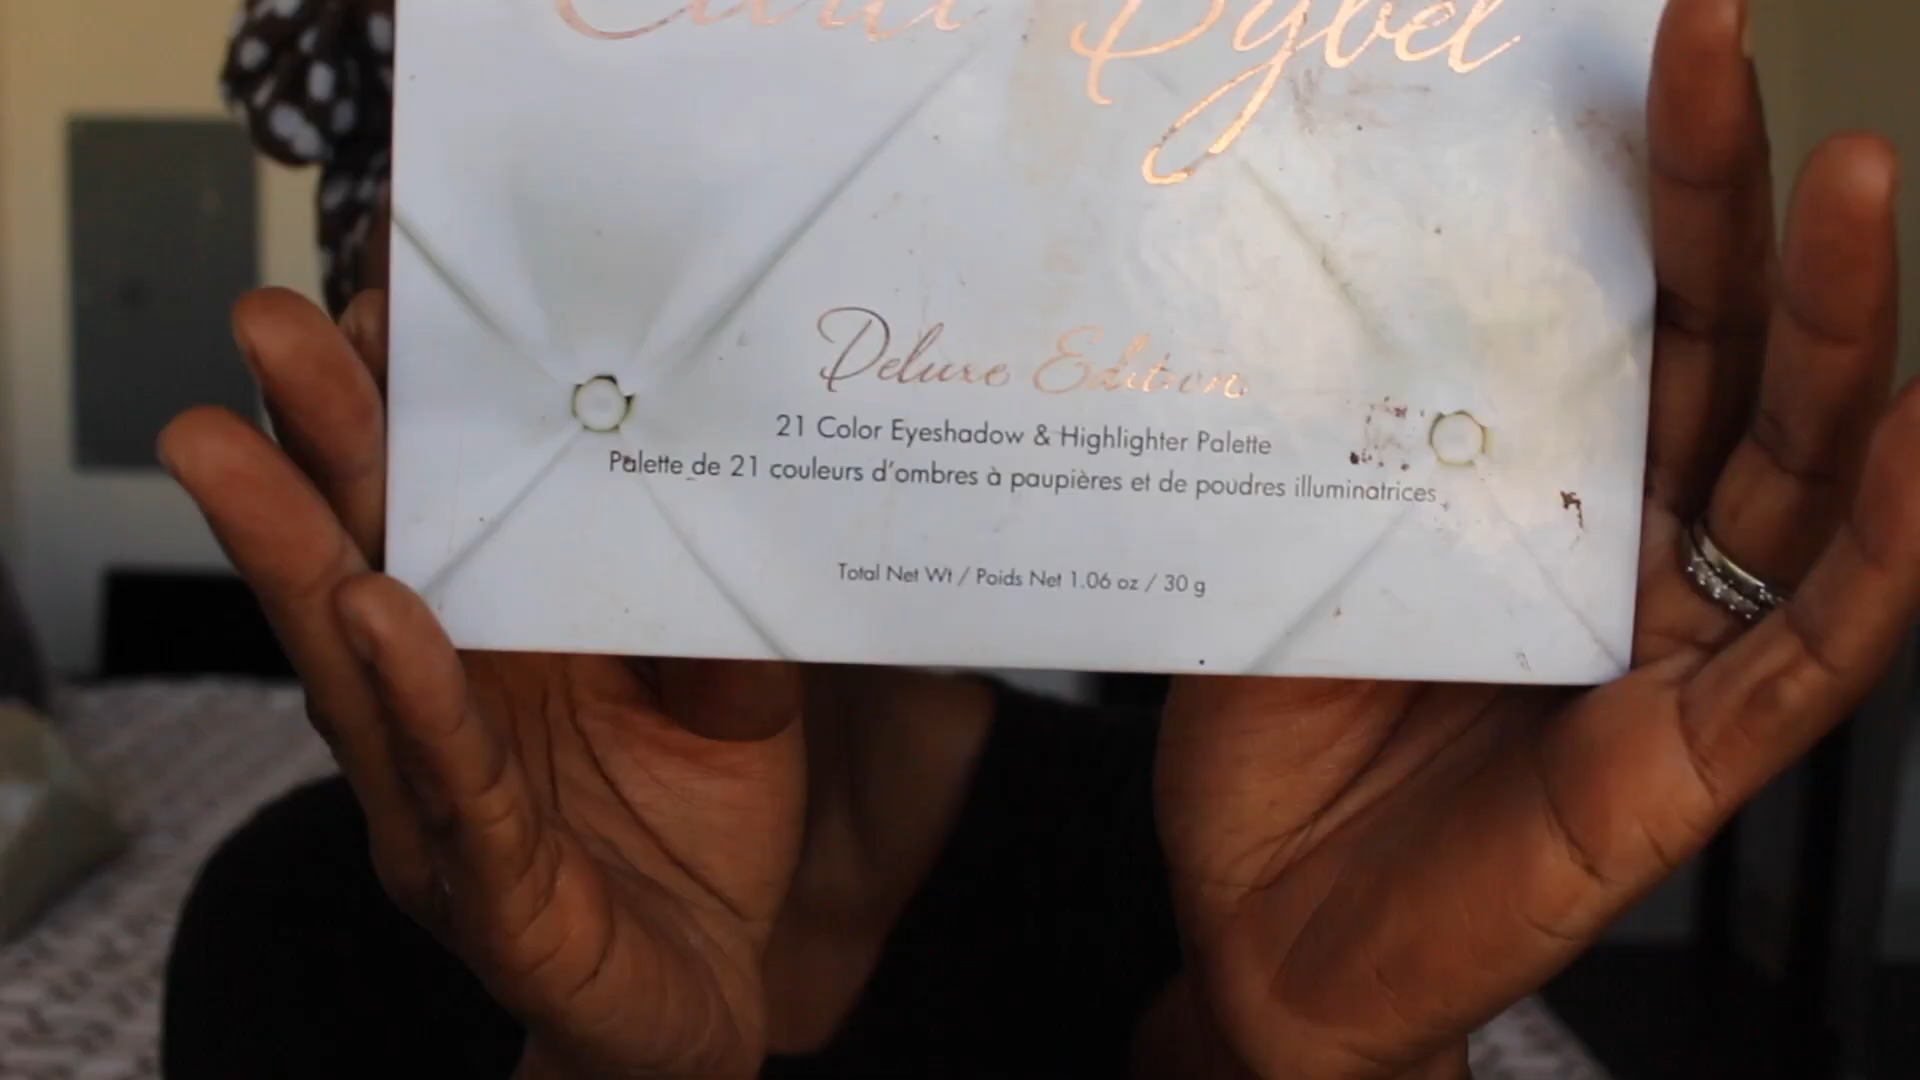 Bybel
Deluxe Edition
21 Color Eyeshadow & Highlighter Palette
Palette de 21 couleurs d'ombres à paupières et de poudres illuminatrices
Total Net Wt / Poids Net 1.06 oz / 30 g